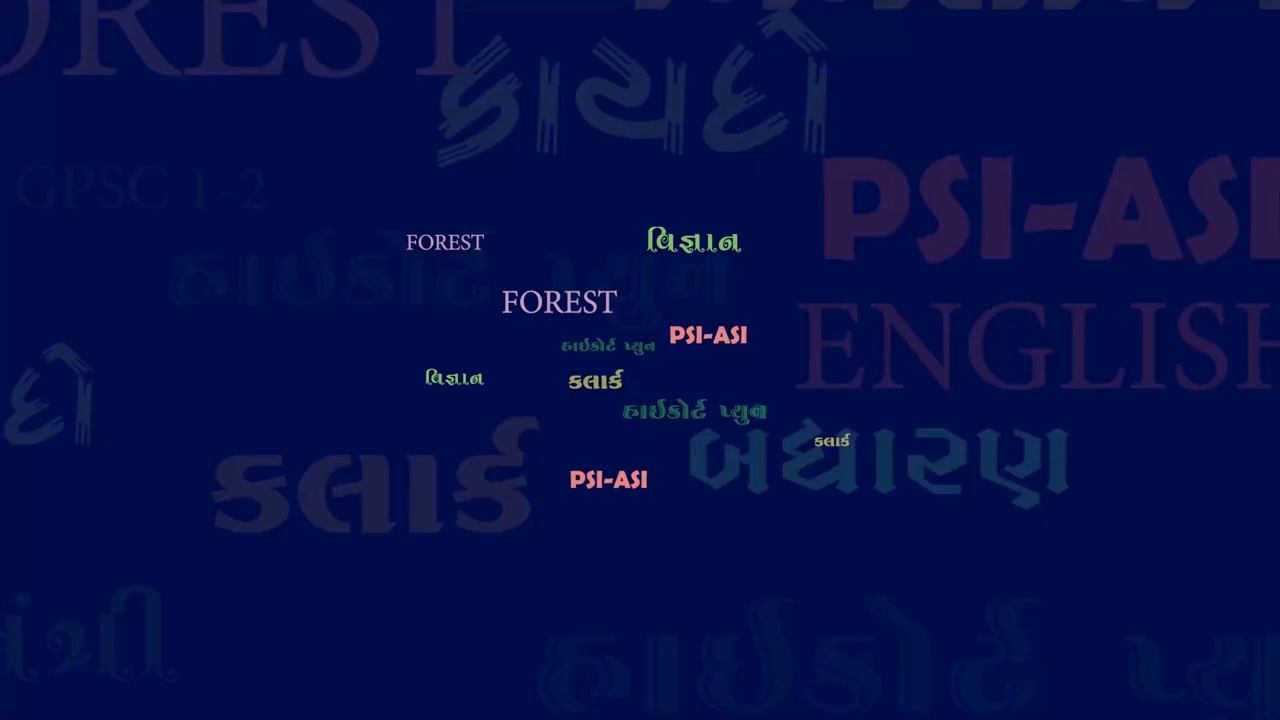 કાયદો
GPSC 1-2
PSI-ASI
FOREST
વિજ્ઞાન
હાઈકોર્ટ પ્યુન
FOREST
ENGLISH
PSI-ASI
હાઈકોર્ટ પ્યુન
વિજ્ઞાન
કલાર્ક
હાઈકોર્ટ પ્યુન
કલાર્ક
કલાર્ક
બંધારણ
PSI-ASI
હાઈકોર્ટ